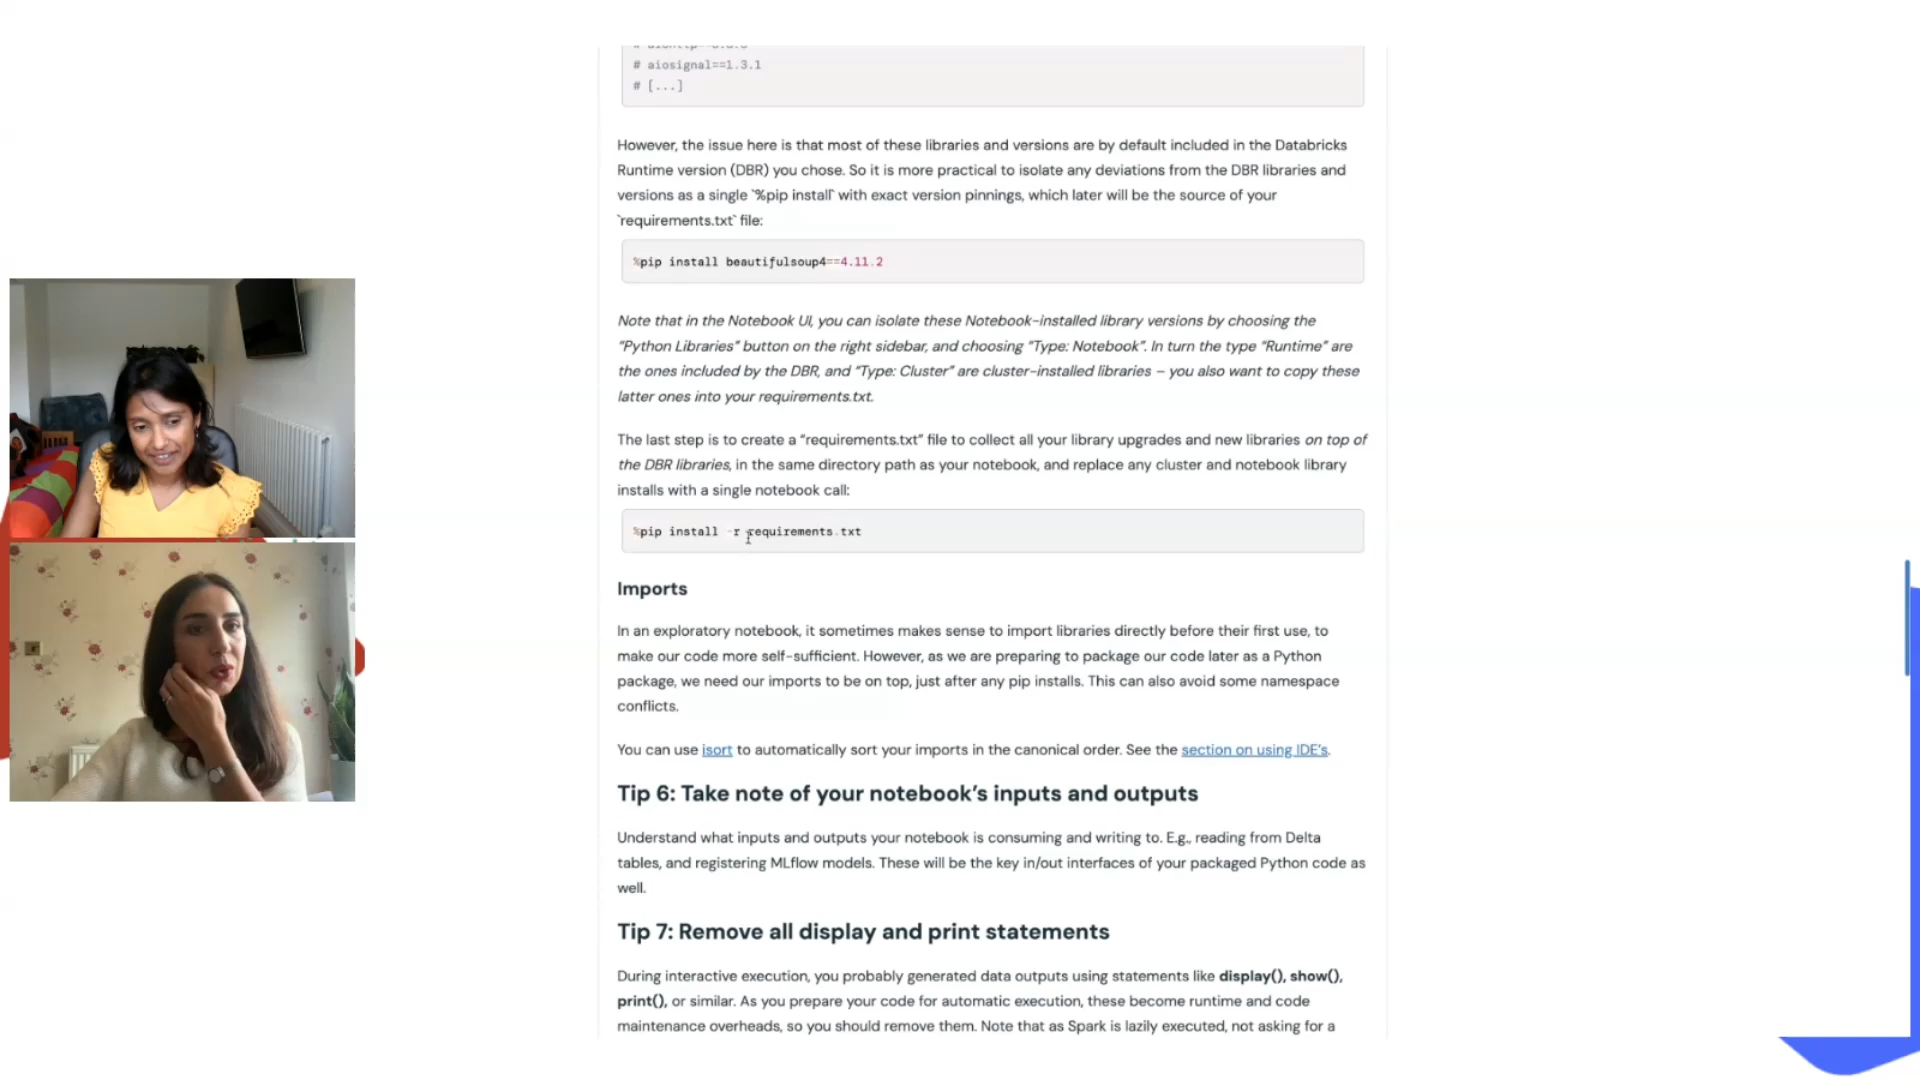 # aiosignal==1.3.1
# [...]
However, the issue here is that most of these libraries and versions are by default included in the Databricks
Runtime version (DBR) you chose. So it is more practical to isolate any deviations from the DBR libraries and
versions as a single `%pip install` with exact version pinnings, which later will be the source of your
`requirements.txt` file:
%pip install beautifulsoup4==4.11.2
Note that in the Notebook UI, you can isolate these Notebook-installed library versions by choosing the
“Python Libraries” button on the right sidebar, and choosing “Type: Notebook”. In turn the type “Runtime” are
the ones included by the DBR, and “Type: Cluster” are cluster-installed libraries – you also want to copy these
latter ones into your requirements.txt.
The last step is to create a “requirements.txt” file to collect all your library upgrades and new libraries on top of
the DBR libraries, in the same directory path as your notebook, and replace any cluster and notebook library
installs with a single notebook call:
%pip install -r requirements.txt
Imports
In an exploratory notebook, it sometimes makes sense to import libraries directly before their first use, to
make our code more self-sufficient. However, as we are preparing to package our code later as a Python
package, we need our imports to be on top, just after any pip installs. This can also avoid some namespace
conflicts.
You can use isort to automatically sort your imports in the canonical order. See the section on using IDE’s.
Tip 6: Take note of your notebook’s inputs and outputs
Understand what inputs and outputs your notebook is consuming and writing to. E.g., reading from Delta
tables, and registering MLflow models. These will be the key in/out interfaces of your packaged Python code as
well.
Tip 7: Remove all display and print statements
During interactive execution, you probably generated data outputs using statements like display(), show(),
print(), or similar. As you prepare your code for automatic execution, these become runtime and code
maintenance overheads, so you should remove them. Note that as Spark is lazily executed, not asking for a